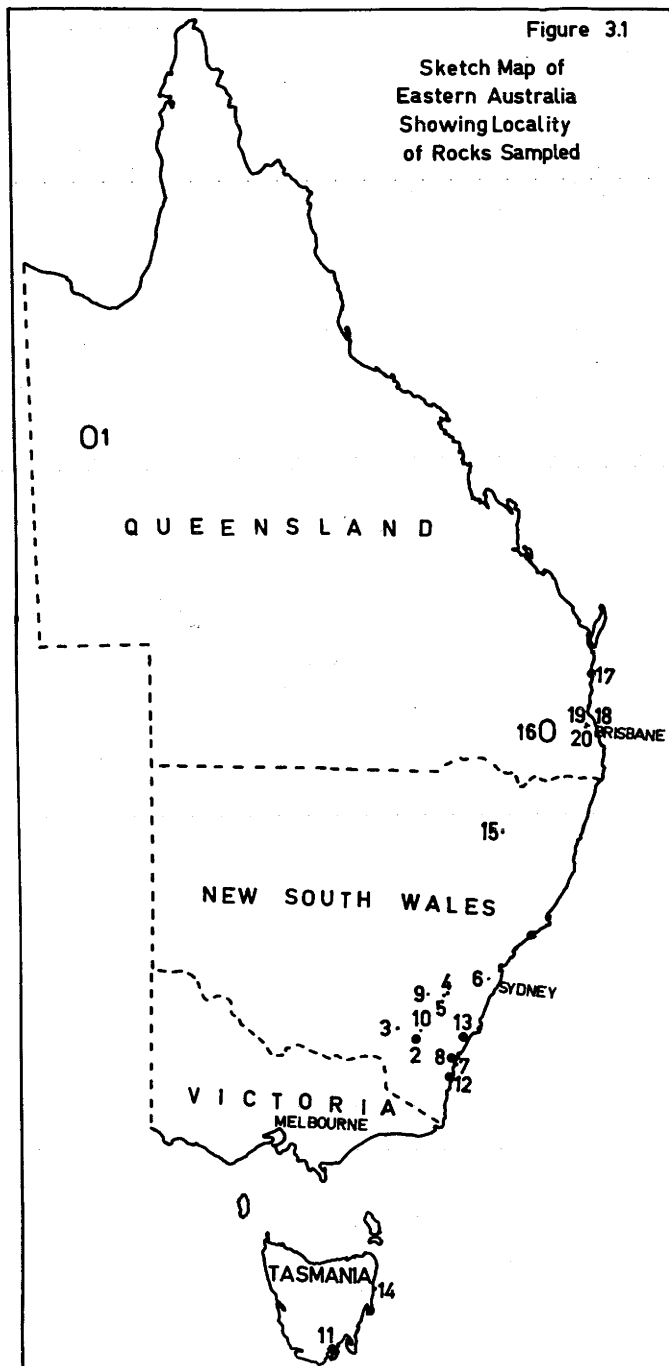 Figure 3.1
Sketch Map of
Eastern Australia
Showing Locality
of Rocks Sampled
1
QUEENSLAND
17
19 18
16 20 BRISBANE
15
NEW SOUTH WALES
6 SYDNEY
9 4
5
3 10 13
2
8 7
12
VICTORIA
MELBOURNE
TASMANIA
14
11